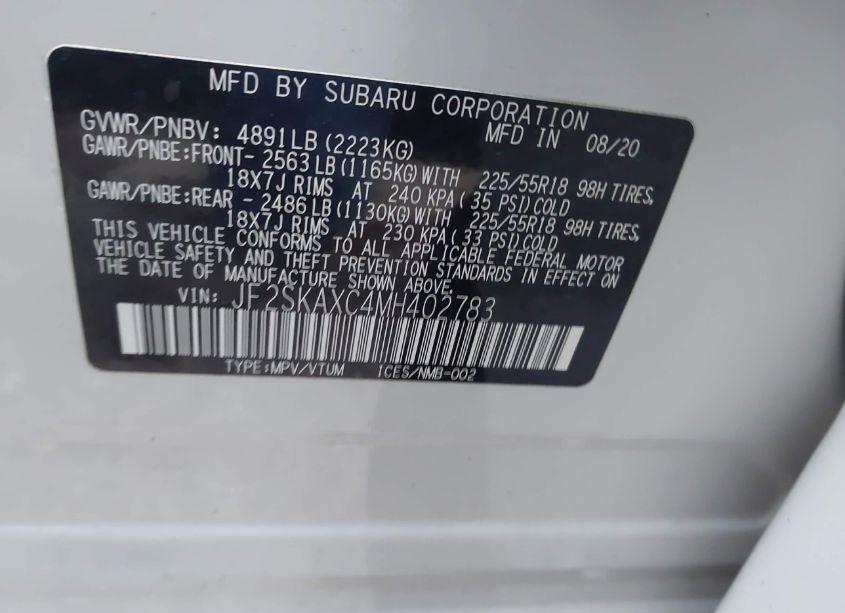 MFD BY SUBARU CORPORATION
GVWR/PNBV: 4891LB(2223KG) MFD IN 08/20
GAWR/PNBE:FRONT- 2563LB(1165KG)WITH 225/55R18 98H TIRES,
18X7J RIMS AT 240 KPA( 35 PSI)COLD
GAWR/PNBE:REAR - 2486LB(1130KG)WITH 225/55R18 98H TIRES,
18X7J RIMS AT 230 KPA( 33 PSI)COLD
THIS VEHICLE CONFORMS TO ALL APPLICABLE FEDERAL MOTOR
VEHICLE SAFETY AND THEFT PREVENTION STANDARDS IN EFFECT ON
THE DATE OF MANUFACTURE SHOWN ABOVE.
VIN: JF2SKAXC4MH402783
TYPE:MPV/VTUM ICES/NMB-002